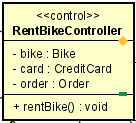 <<control>>
RentBikeController
- bike : Bike
- card : CreditCard
- order : Order
+ rentBike() : void